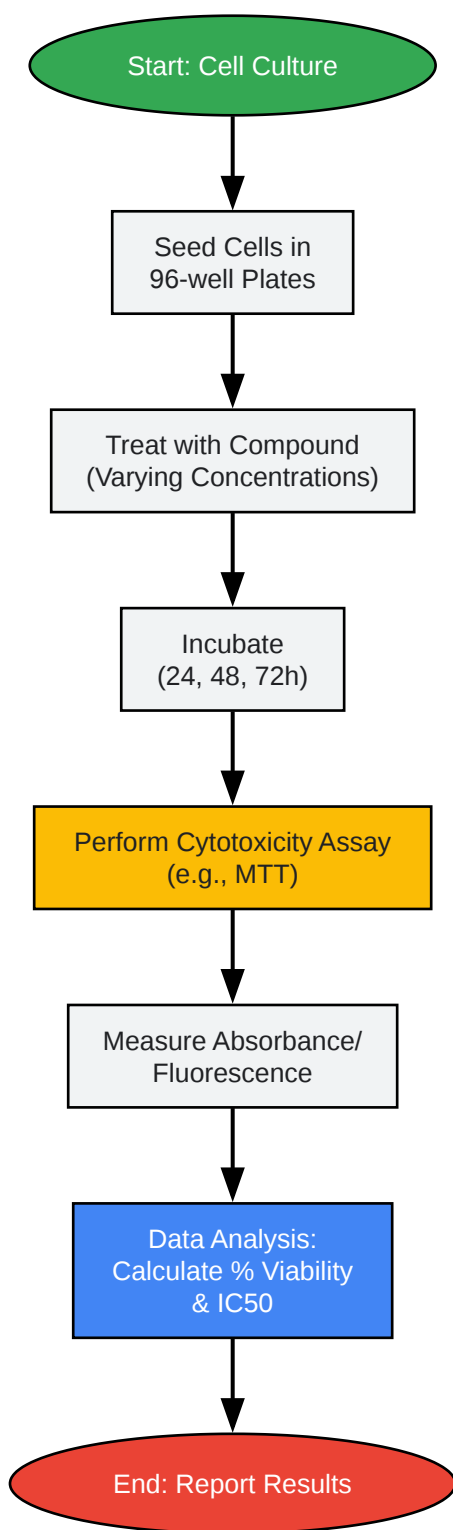 Start: Cell Culture
Seed Cells in
96-well Plates
Treat with Compound
(Varying Concentrations)
Incubate
(24, 48, 72h)
Perform Cytotoxicity Assay
(e.g., MTT)
Measure Absorbance/
Fluorescence
Data Analysis:
Calculate % Viability
& IC50
End: Report Results